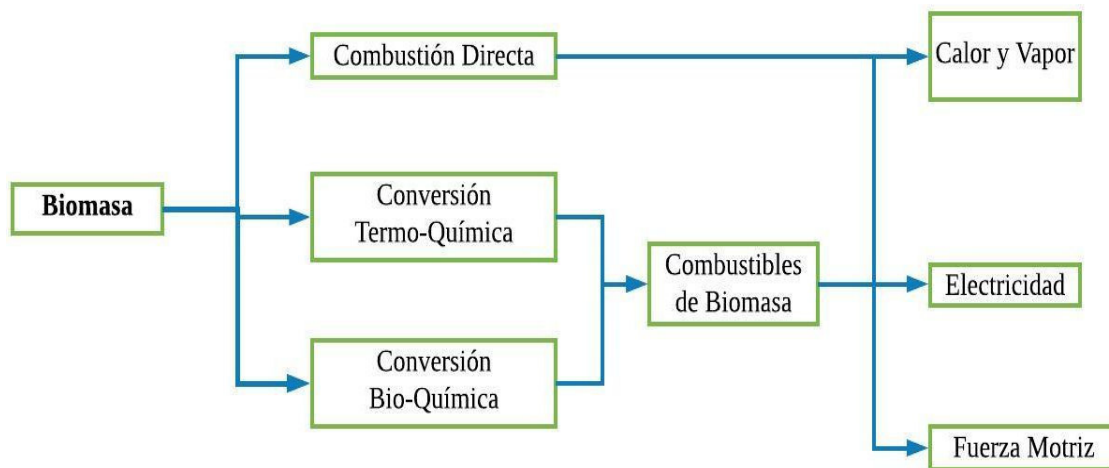 Biomasa
Combustión Directa
Conversión
Termo-Química
Conversión
Bio-Química
Combustibles
de Biomasa
Calor y Vapor
Electricidad
Fuerza Motriz